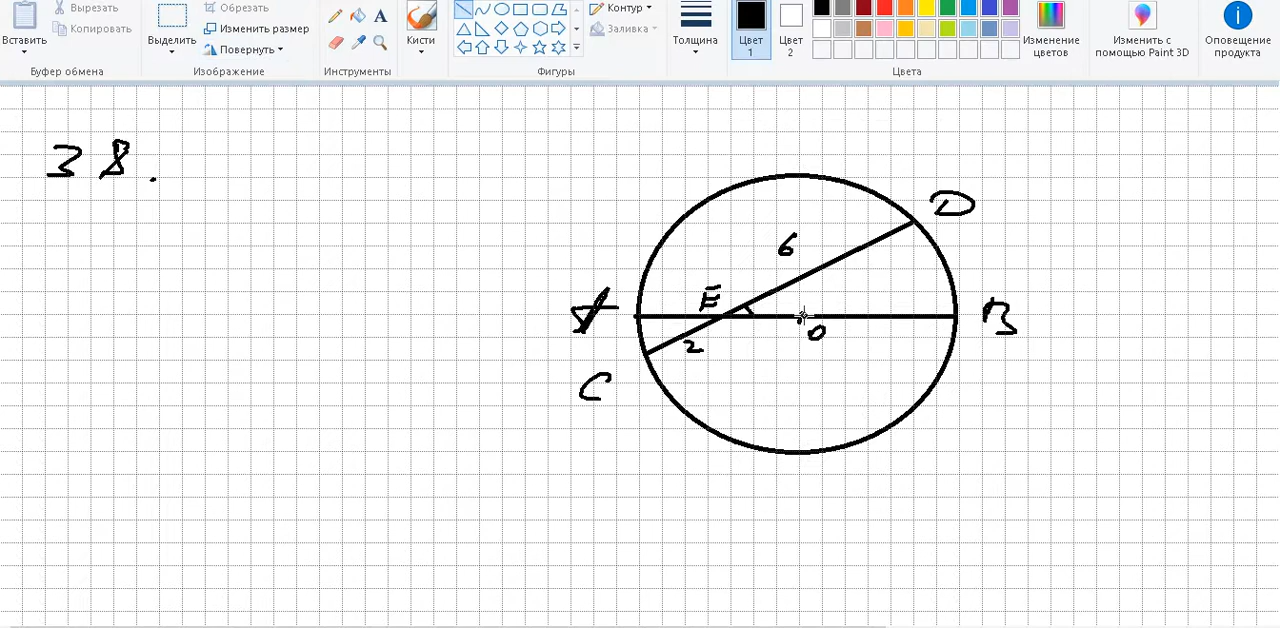 Вставить
Вырезать
Копировать
Буфер обмена
Выделить
Обрезать
Изменить размер
Повернуть
Изображение
A
Инструменты
Кисти
Контур
Заливка
Фигуры
Толщина
Цвет
1
Цвет
2
Цвета
Изменение
цветов
Изменить с
помощью Paint 3D
Оповещение
продукта
38.
D
6
E
A
O
B
2
C